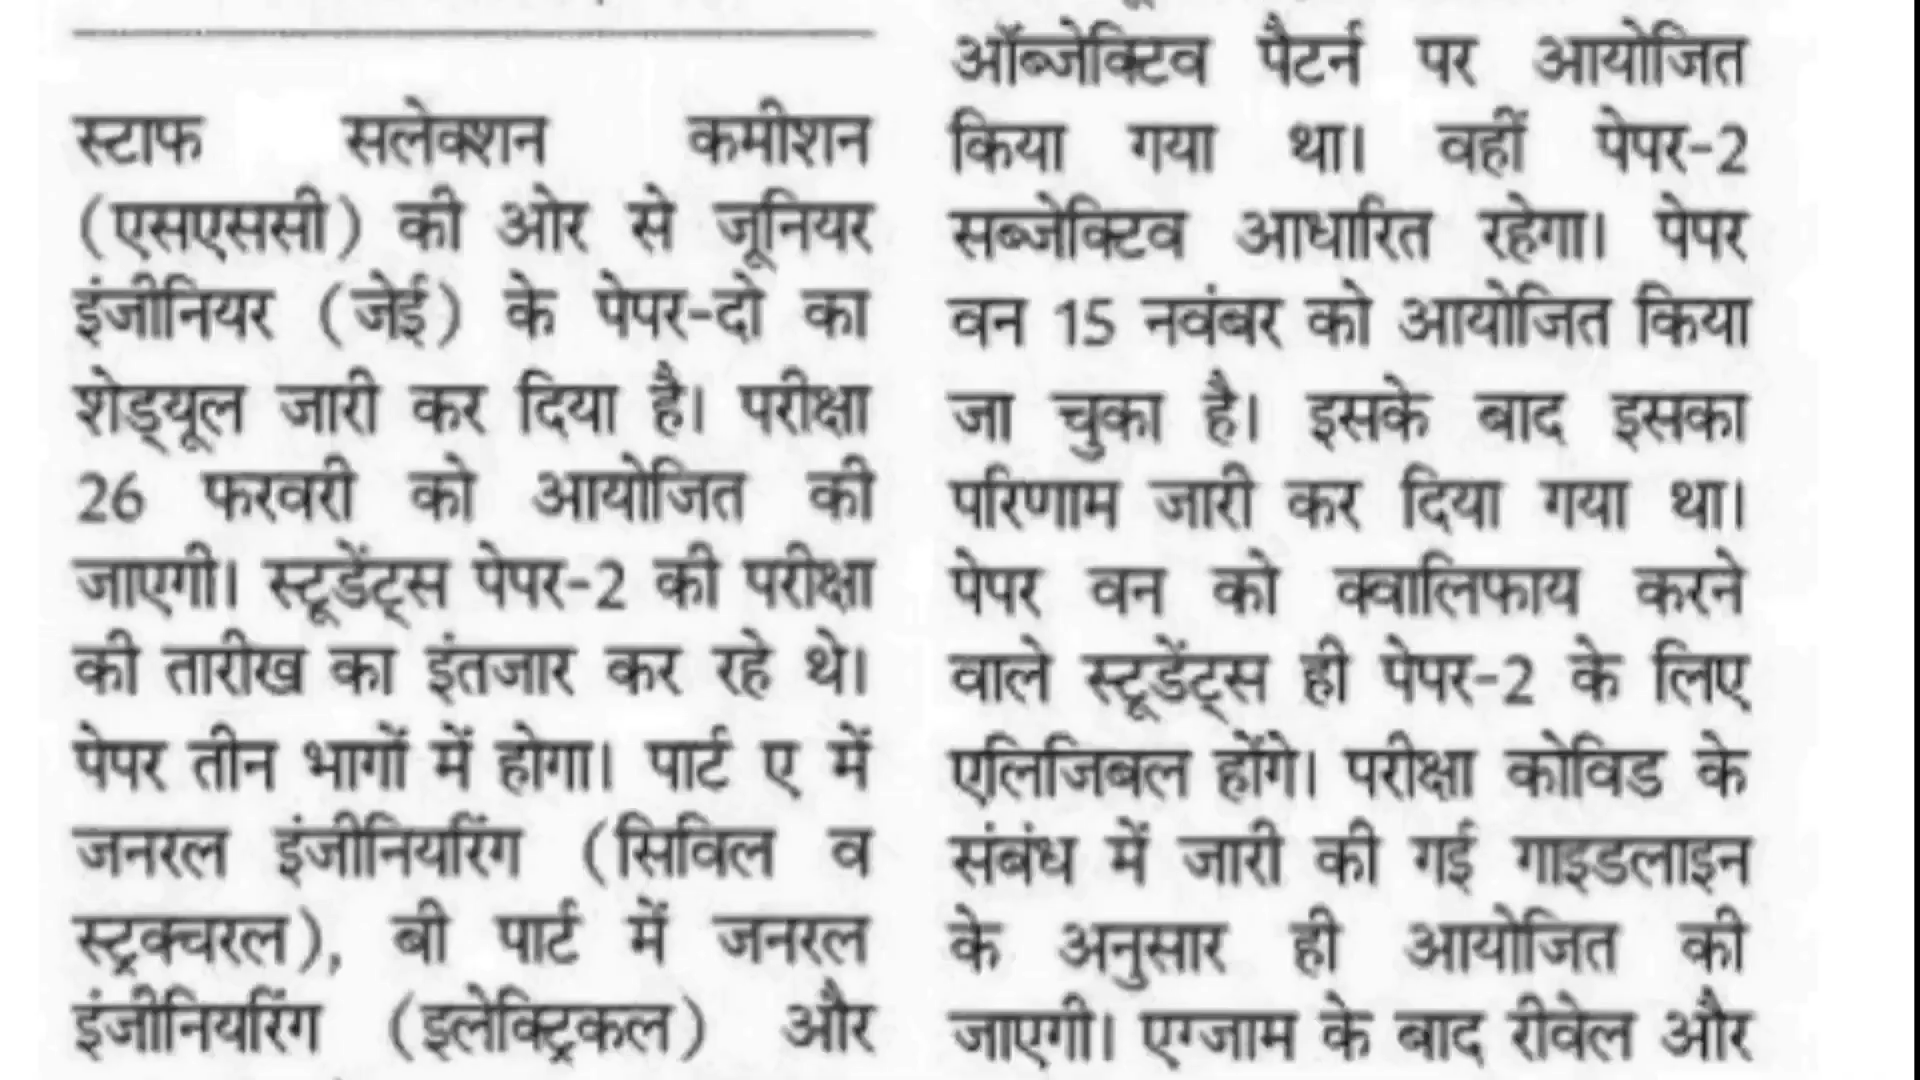 स्टाफ सलेक्शन कमीशन
(एसएससी) की ओर से जूनियर
इंजीनियर (जेई) के पेपर-दो का
शेड्यूल जारी कर दिया है। परीक्षा
26 फरवरी को आयोजित की
जाएगी। स्टूडेंट्स पेपर-2 की परीक्षा
की तारीख का इंतजार कर रहे थे।
पेपर तीन भागों में होगा। पार्ट ए में
जनरल इंजीनियरिंग (सिविल व
स्ट्रक्चरल), बी पार्ट में जनरल
इंजीनियरिंग (इलेक्ट्रिकल) और
ऑब्जेक्टिव पैटर्न पर आयोजित
किया गया था। वहीं पेपर-2
सब्जेक्टिव आधारित रहेगा। पेपर
वन 15 नवंबर को आयोजित किया
जा चुका है। इसके बाद इसका
परिणाम जारी कर दिया गया था।
पेपर वन को क्वालिफाय करने
वाले स्टूडेंट्स ही पेपर-2 के लिए
एलिजिबल होंगे। परीक्षा कोविड के
संबंध में जारी की गई गाइडलाइन
के अनुसार ही आयोजित की
जाएगी। एग्जाम के बाद रीवेल और